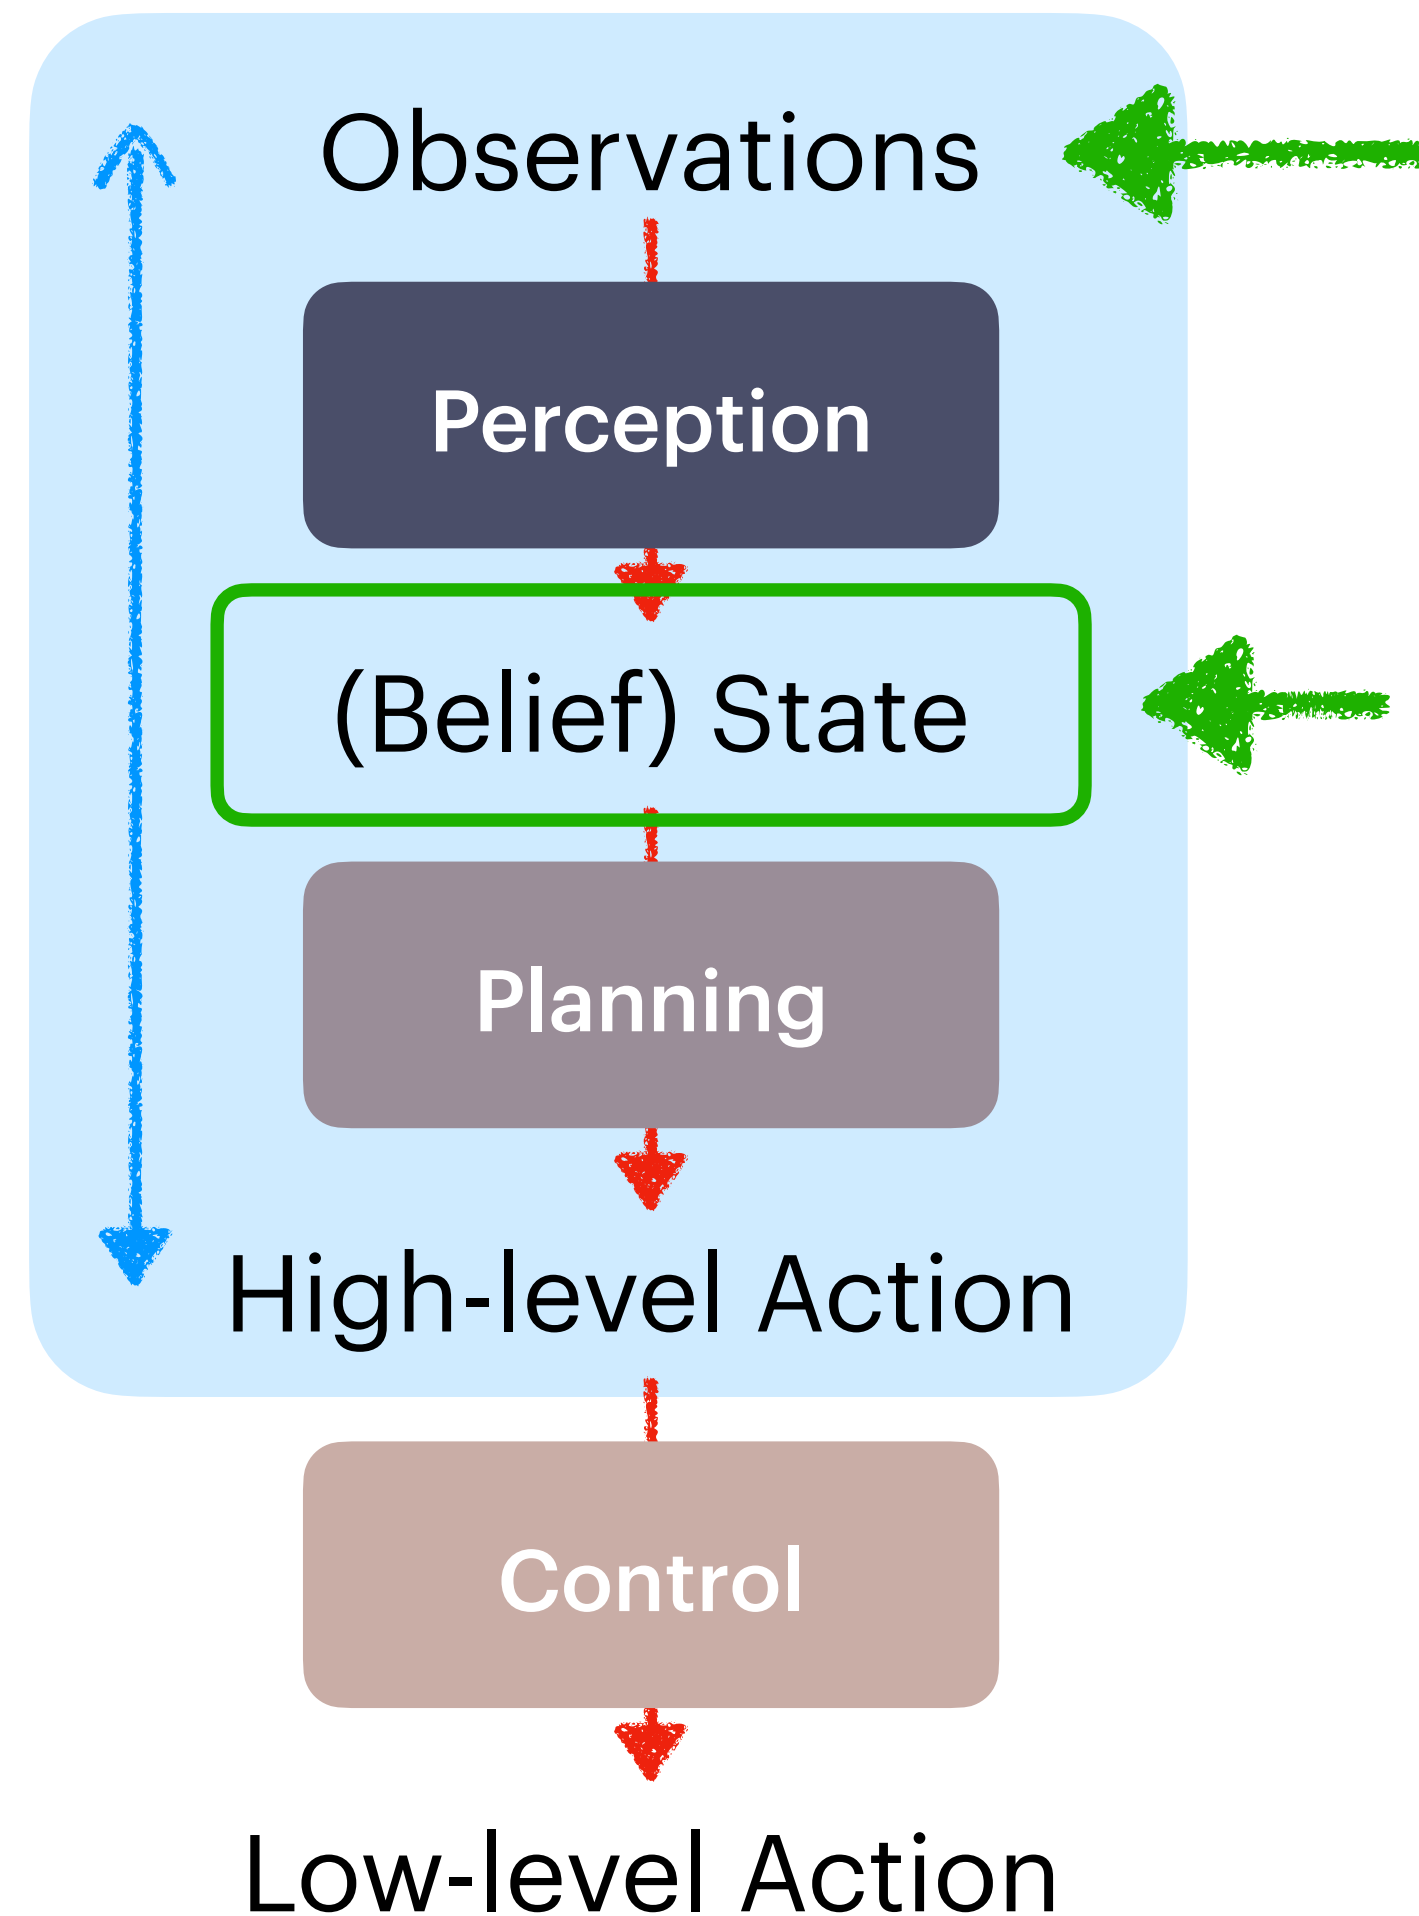 Observations
Perception
(Belief) State
Planning
High-level Action
Control
Low-level Action